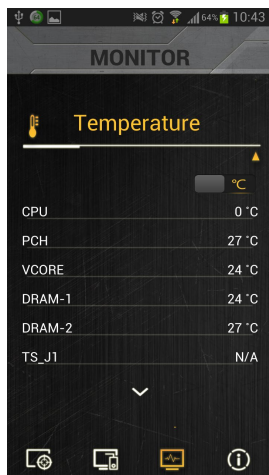 64% 10:43
MONITOR
Temperature
°C
CPU 0 °C
PCH 27 °C
VCORE 24 °C
DRAM-1 24 °C
DRAM-2 27 °C
TS_J1 N/A